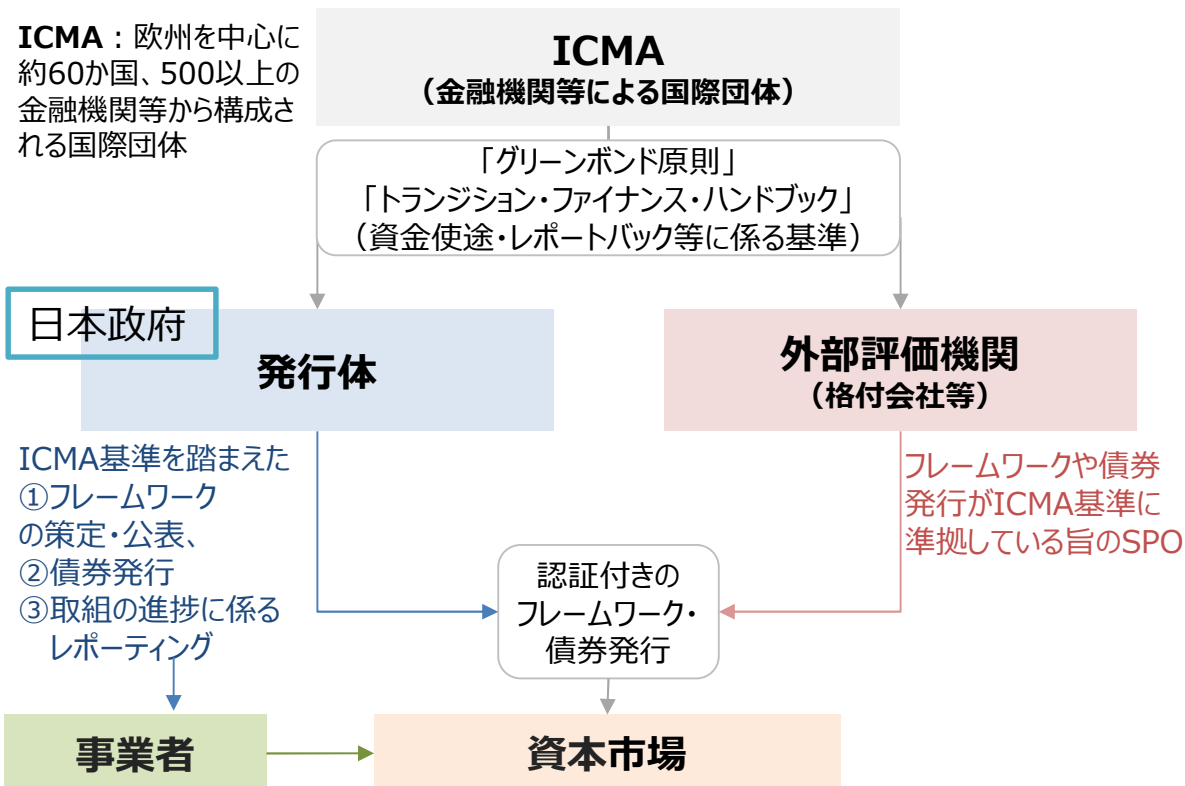 ICMA：欧州を中心に
約60か国、500以上の
金融機関等から構成さ
れる国際団体
ICMA
（金融機関等による国際団体）
「グリーンボンド原則」
「トランジション・ファイナンス・ハンドブック」
（資金使途・レポートバック等に係る基準）
日本政府
発行体
外部評価機関
（格付会社等）
ICMA基準を踏まえた
①フレームワーク
の策定・公表、
②債券発行
③取組の進捗に係る
レポーティング
フレームワークや債券
発行がICMA基準に
準拠している旨のSPO
認証付きの
フレームワーク・
債券発行
事業者
資本市場